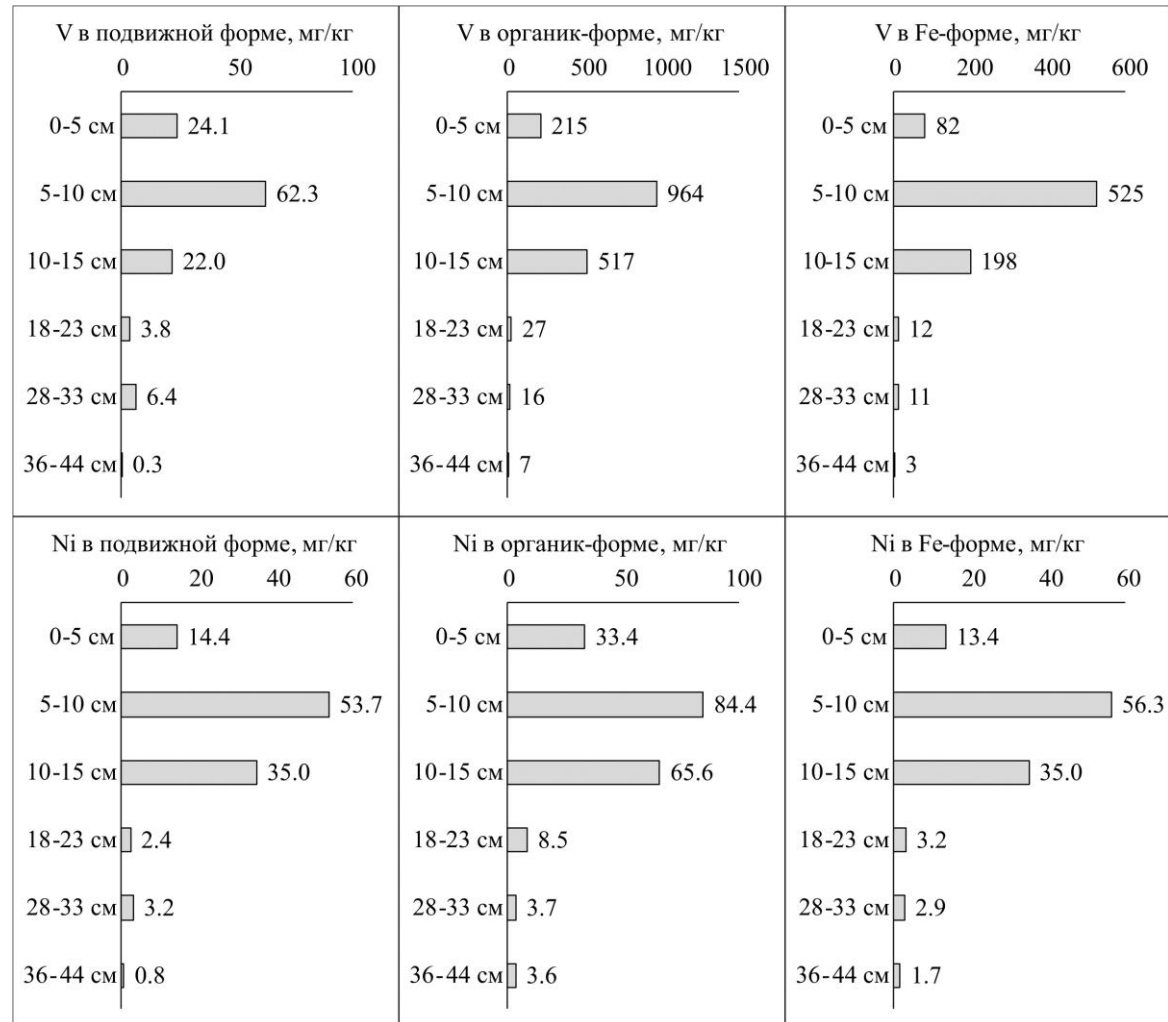 V в подвижной форме, мг/кг
0 50 100
0-5 см 24.1
5-10 см 62.3
10-15 см 22.0
18-23 см 3.8
28-33 см 6.4
36-44 см 0.3
V в органик-форме, мг/кг
0 500 1000 1500
0-5 см 215
5-10 см 964
10-15 см 517
18-23 см 27
28-33 см 16
36-44 см 7
V в Fe-форме, мг/кг
0 200 400 600
0-5 см 82
5-10 см 525
10-15 см 198
18-23 см 12
28-33 см 11
36-44 см 3
Ni в подвижной форме, мг/кг
0 20 40 60
0-5 см 14.4
5-10 см 53.7
10-15 см 35.0
18-23 см 2.4
28-33 см 3.2
36-44 см 0.8
Ni в органик-форме, мг/кг
0 50 100
0-5 см 33.4
5-10 см 84.4
10-15 см 65.6
18-23 см 8.5
28-33 см 3.7
36-44 см 3.6
Ni в Fe-форме, мг/кг
0 20 40 60
0-5 см 13.4
5-10 см 56.3
10-15 см 35.0
18-23 см 3.2
28-33 см 2.9
36-44 см 1.7